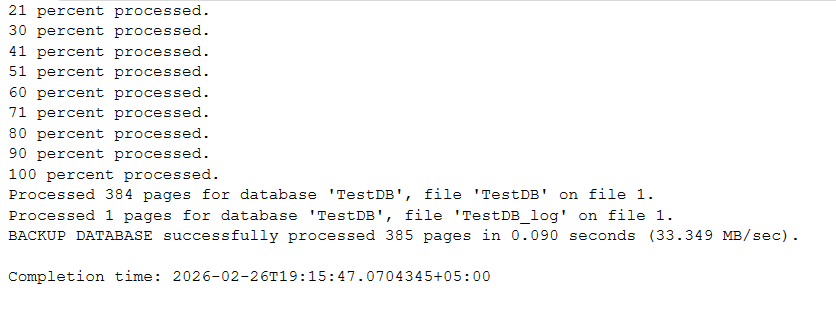 21 percent processed.
30 percent processed.
41 percent processed.
51 percent processed.
60 percent processed.
71 percent processed.
80 percent processed.
90 percent processed.
100 percent processed.
Processed 384 pages for database 'TestDB', file 'TestDB' on file 1.
Processed 1 pages for database 'TestDB', file 'TestDB_log' on file 1.
BACKUP DATABASE successfully processed 385 pages in 0.090 seconds (33.349 MB/sec).
Completion time: 2026-02-26T19:15:47.0704345+05:00